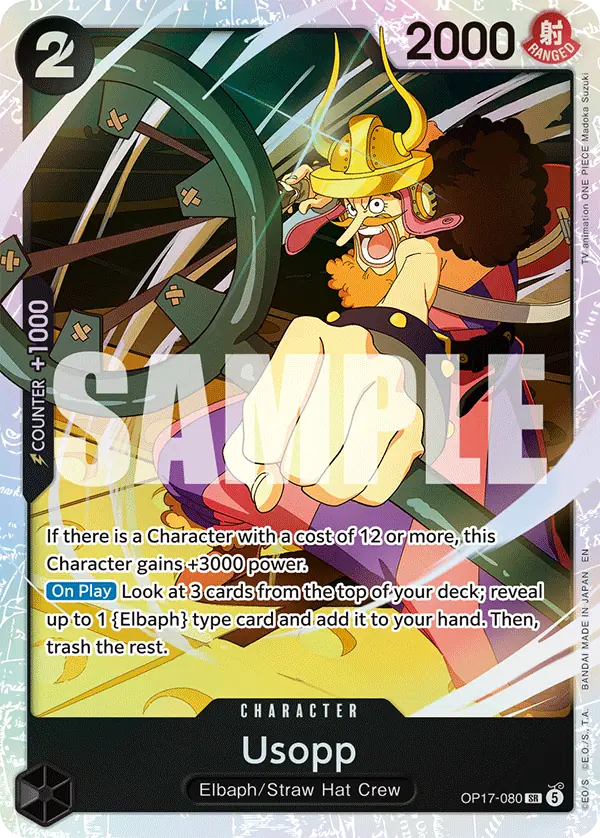 2
2000
射
RANGED
TV animation ONE PIECE Madoka Suzuki
COUNTER +1000
SAMPLE
If there is a Character with a cost of 12 or more, this
Character gains +3000 power.
On Play Look at 3 cards from the top of your deck; reveal
up to 1 {Elbaph} type card and add it to your hand. Then,
trash the rest.
CHARACTER
Usopp
Elbaph/Straw Hat Crew
OP17-080 SR 5
©EO/S ©E.O./S., T.A. BANDAI MADE IN JAPAN EN